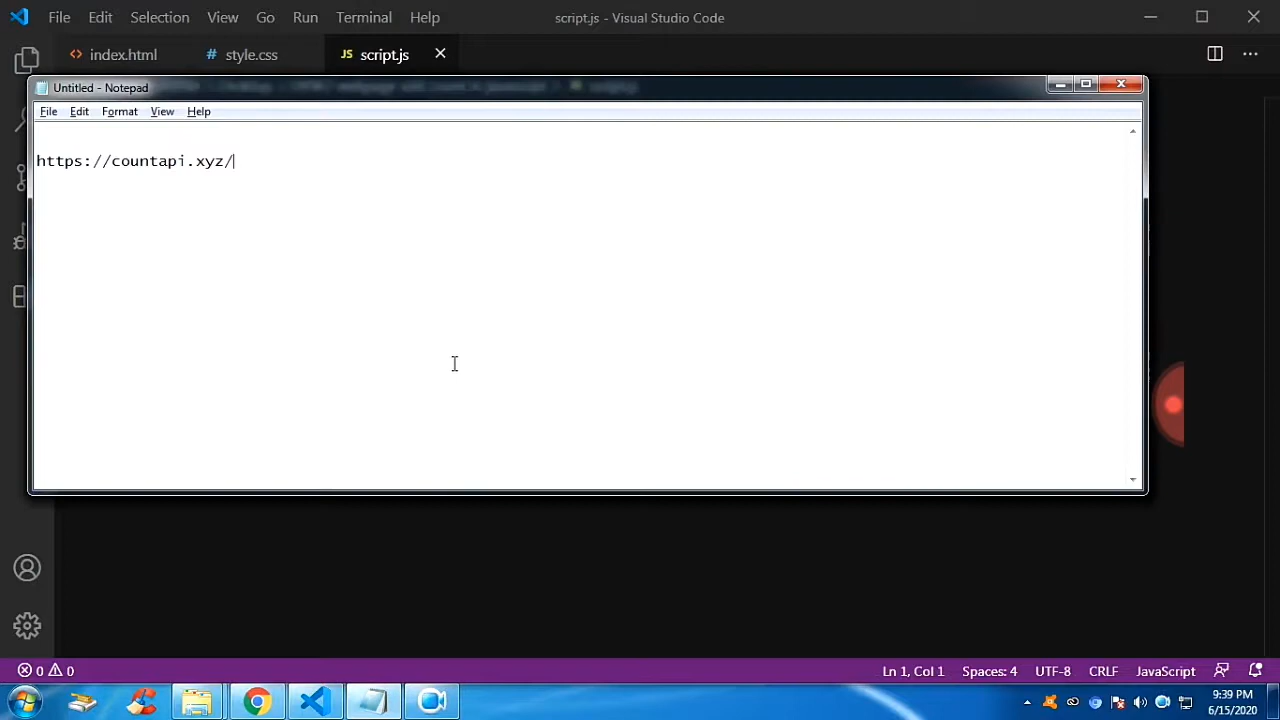 File Edit Selection View Go Run Terminal Help script.js - Visual Studio Code
<> index.html # style.css JS script.js
Untitled - Notepad
File Edit Format View Help
https://countapi.xyz/
0 0 Ln 1, Col 1 Spaces: 4 UTF-8 CRLF JavaScript
9:39 PM
6/15/2020